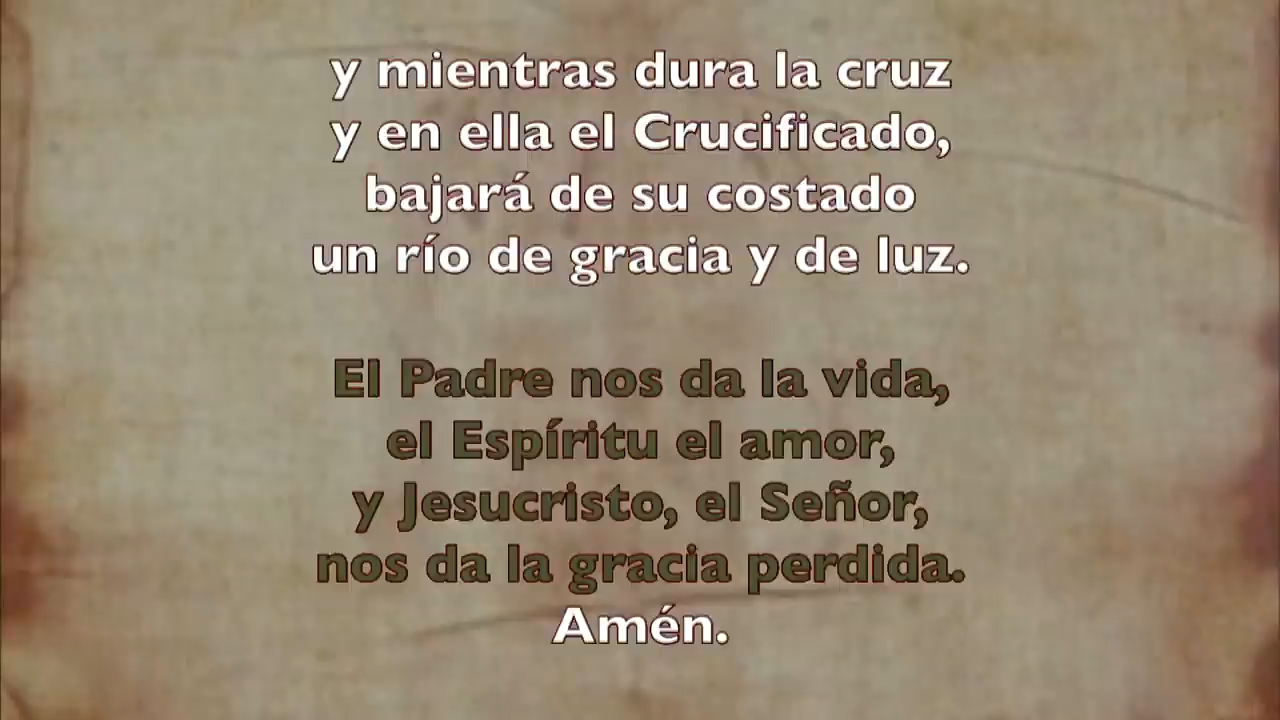 y mientras dura la cruz
y en ella el Crucificado,
bajará de su costado
un río de gracia y de luz.
El Padre nos da la vida,
el Espíritu el amor,
y Jesucristo, el Señor,
nos da la gracia perdida.
Amén.